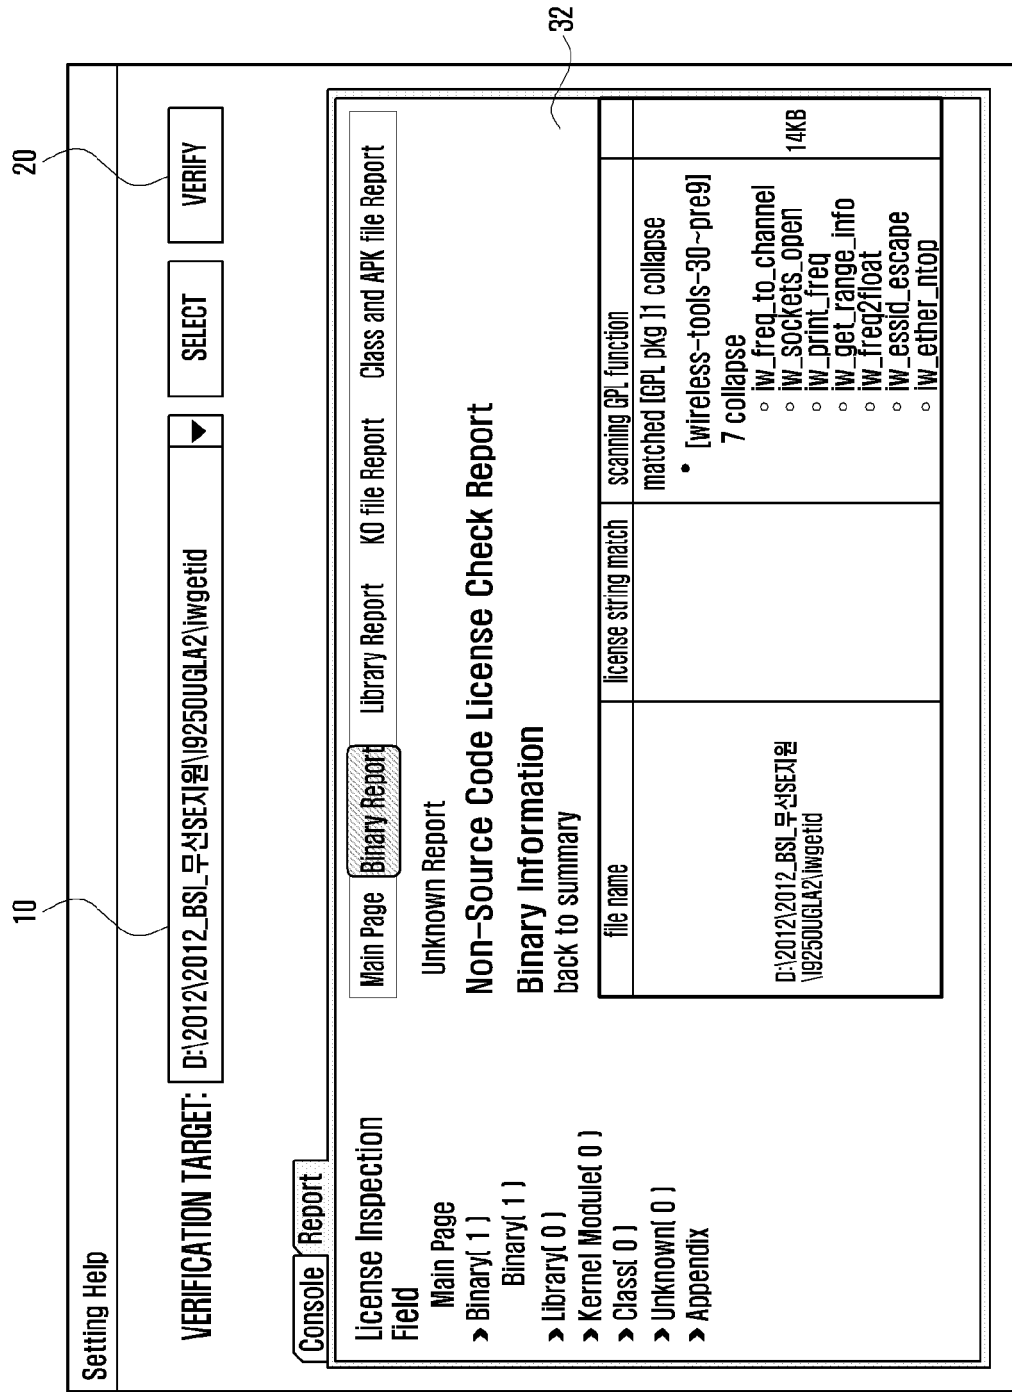 Setting Help
10
20
VERIFICATION TARGET: D:\2012\2012_BSI_무선SE지원\I9250UGLA2\iwgetid ▼ SELECT VERIFY
Console Report
License Inspection
Field
Main Page
> Binary( 1 )
Binary( 1 )
> Library( 0 )
> Kernel Module( 0 )
> Class( 0 )
> Unknown( 0 )
> Appendix
Main Page Binary Report Library Report KO file Report Class and APK file Report
Unknown Report
Non-Source Code License Check Report
Binary Information
back to summary
32
file name license string match scanning GPL function
D:\2012\2012_BSI_무선SE지원
\I9250UGLA2\iwgetid
matched [GPL pkg ]1 collapse
• [wireless-tools-30~pre9]
7 collapse
○ iw_freq_to_channel
○ iw_sockets_open
○ iw_print_freq
○ iw_get_range_info
○ iw_freq2float
○ iw_essid_escape
○ iw_ether_ntop
14KB